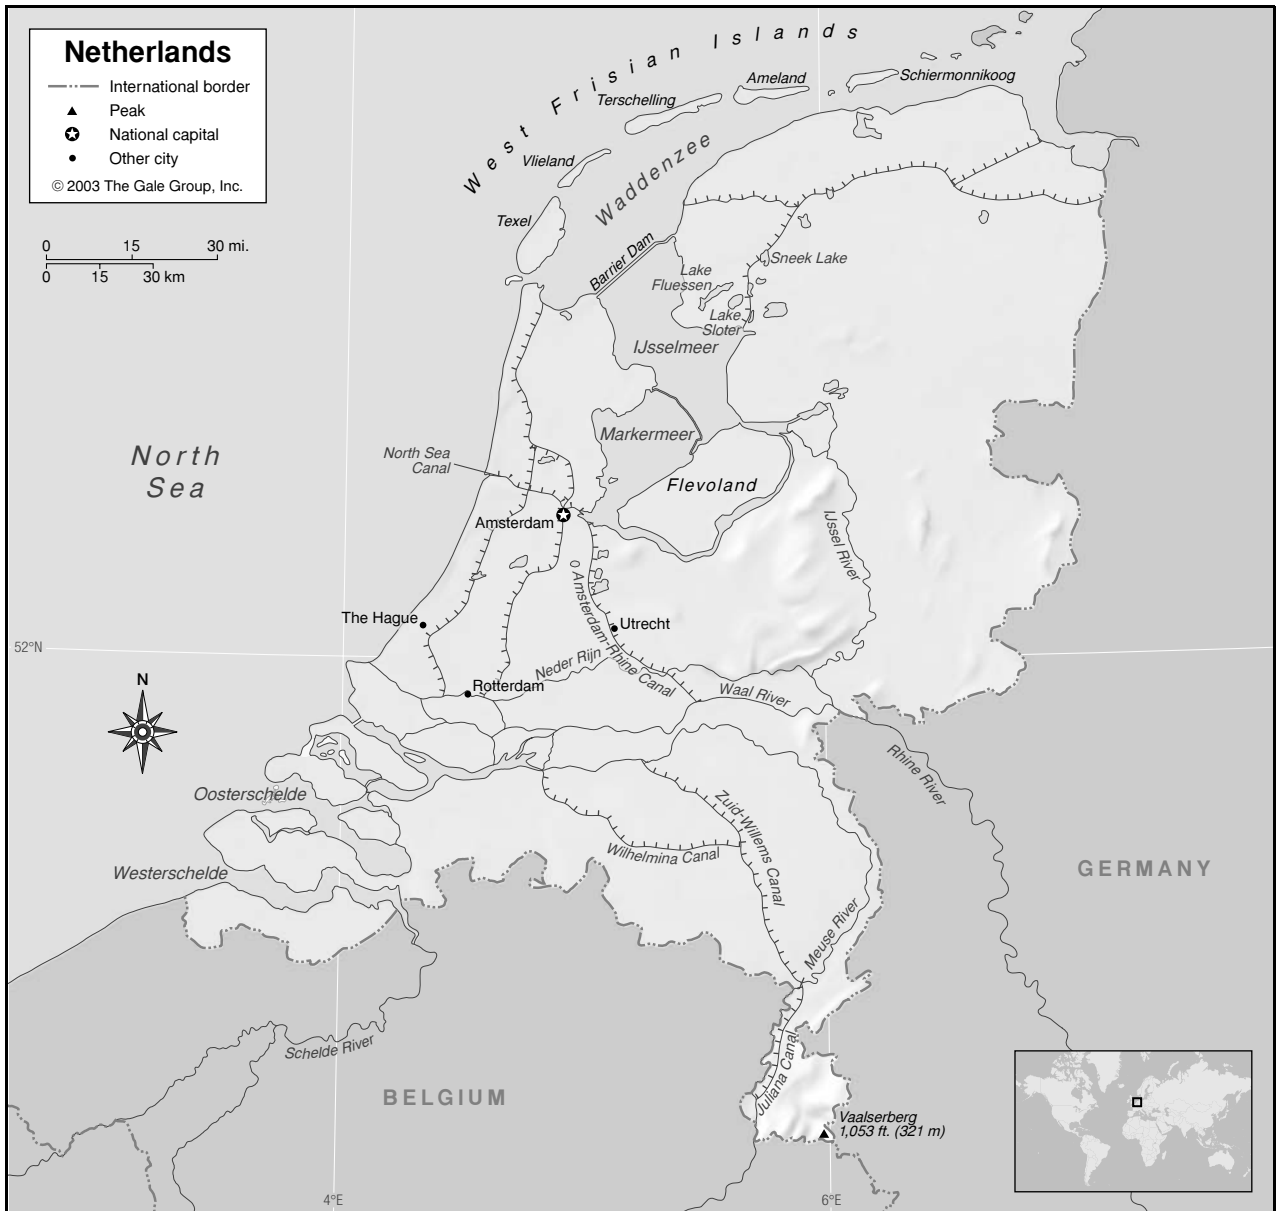 Netherlands
International border
Peak
National capital
Other city
© 2003 The Gale Group, Inc.
0 15 30 mi.
0 15 30 km
West Frisian Islands
Schiermonnikoog
Ameland
Terschelling
Vlieland
Texel
Waddenzee
Barrier Dam
Sneek Lake
Lake
Fluessen
Lake
Sloter
IJsselmeer
Markermeer
North
Sea
North Sea
Canal
Flevoland
Amsterdam
IJssel River
Amsterdam-Rhine Canal
The Hague
Utrecht
52°N
Neder Rijn
Rotterdam
Waal River
N
Rhine River
Oosterschelde
Zuid-Willems Canal
Wilhelmina Canal
Westerschelde
GERMANY
Meuse River
Schelde River
Juliana Canal
BELGIUM
Vaalserberg
1,053 ft. (321 m)
4°E
6°E